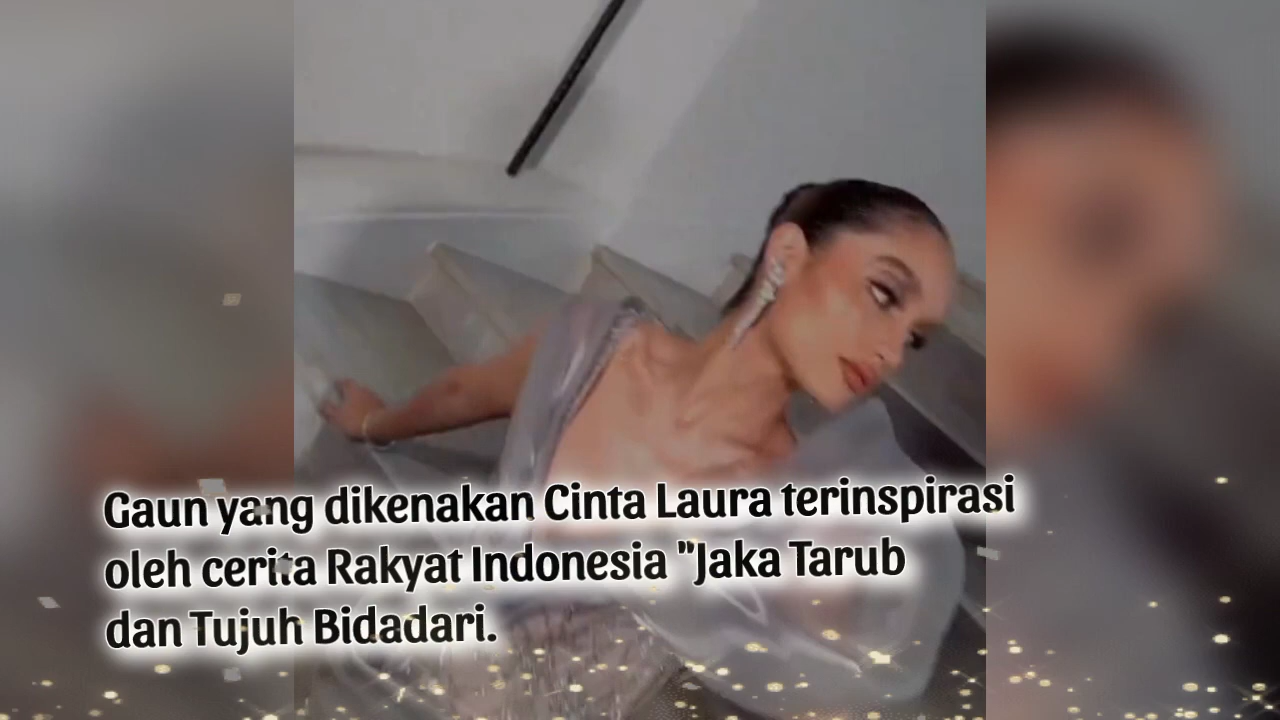 Gaun yang dikenakan Cinta Laura terinspirasi
oleh cerita Rakyat Indonesia "Jaka Tarub
dan Tujuh Bidadari.